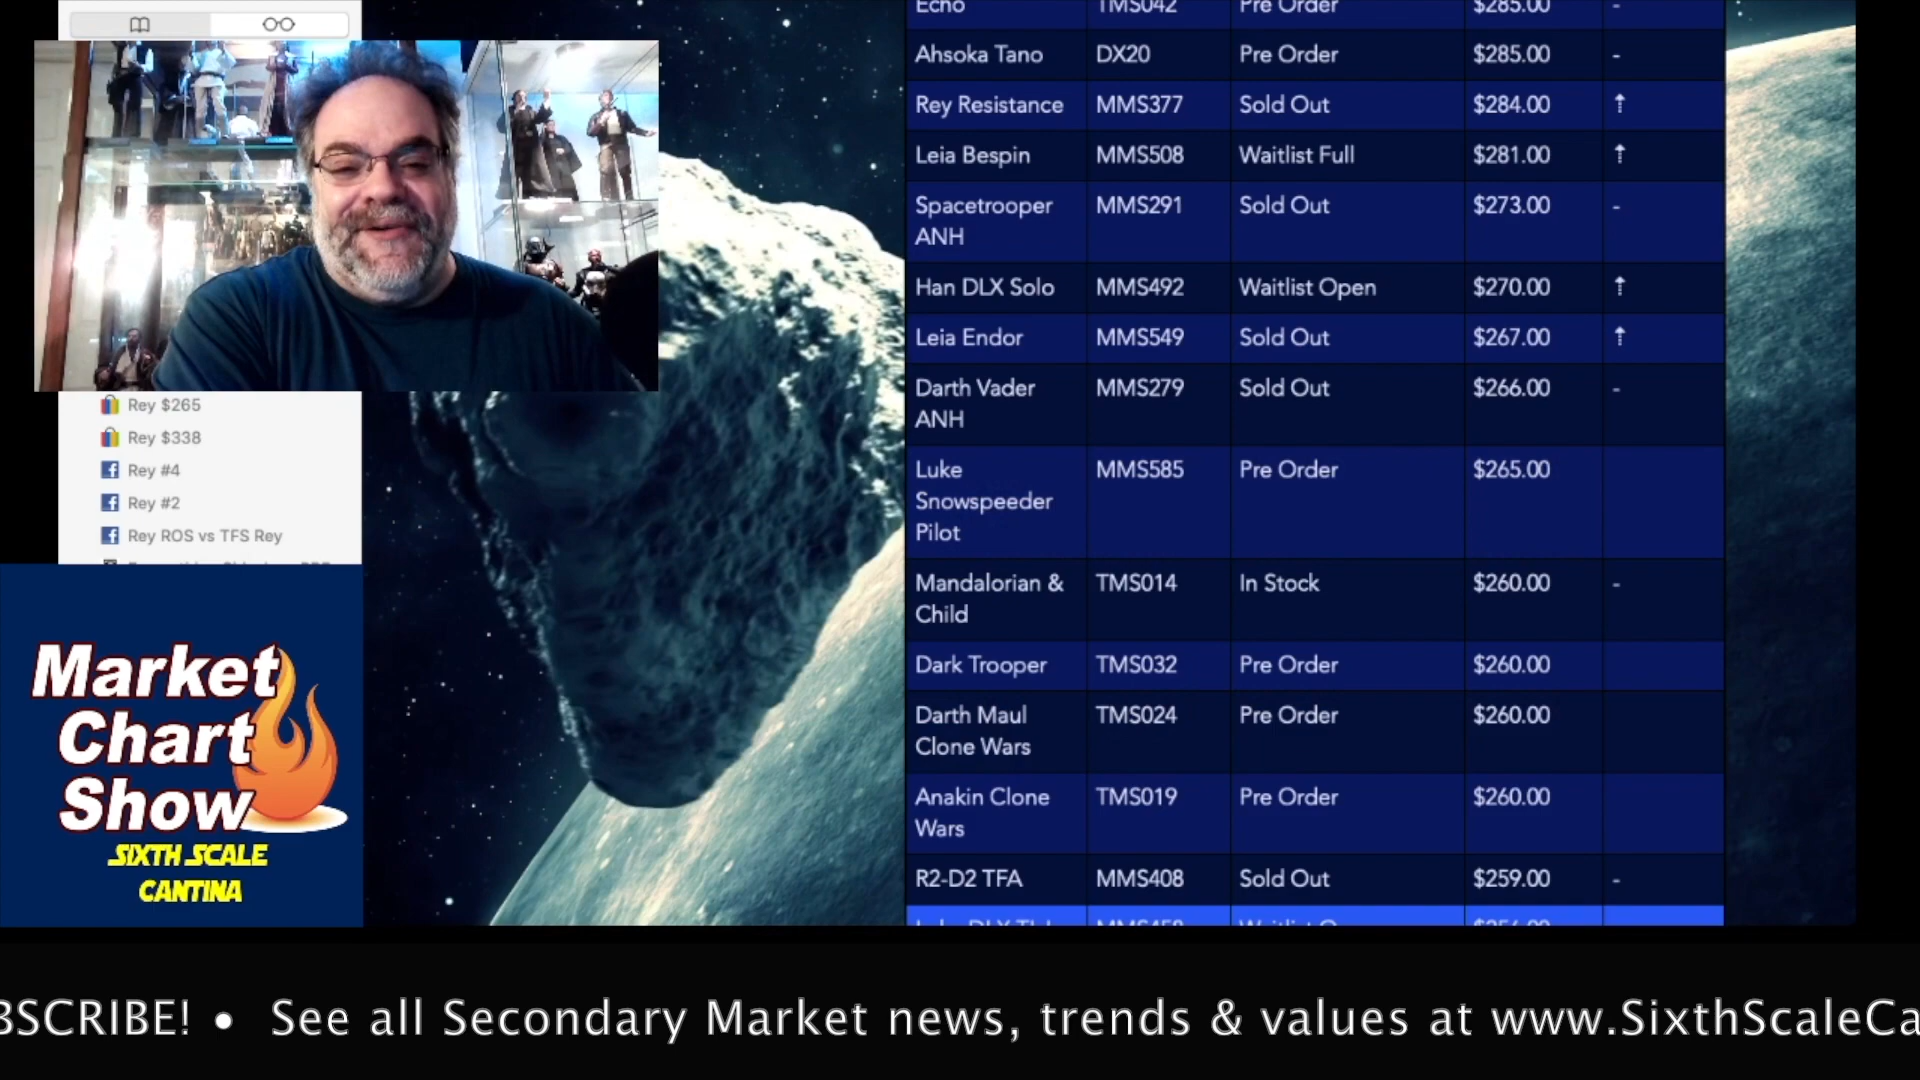 Echo TMS042 Pre Order $285.00 -
Ahsoka Tano DX20 Pre Order $285.00 -
Rey Resistance MMS377 Sold Out $284.00 ⇡
Leia Bespin MMS508 Waitlist Full $281.00 ⇡
Spacetrooper MMS291 Sold Out $273.00 -
ANH
Han DLX Solo MMS492 Waitlist Open $270.00 ⇡
Leia Endor MMS549 Sold Out $267.00 ⇡
Darth Vader MMS279 Sold Out $266.00 -
ANH
Luke MMS585 Pre Order $265.00
Snowspeeder
Pilot
Mandalorian & TMS014 In Stock $260.00 -
Child
Dark Trooper TMS032 Pre Order $260.00
Darth Maul TMS024 Pre Order $260.00
Clone Wars
Anakin Clone TMS019 Pre Order $260.00
Wars
R2-D2 TFA MMS408 Sold Out $259.00 -
Rey $265
Rey $338
Rey #4
Rey #2
Rey ROS vs TFS Rey
Market
Chart
Show
SIXTH SCALE
CANTINA
BSCRIBE! • See all Secondary Market news, trends & values at www.SixthScaleCa